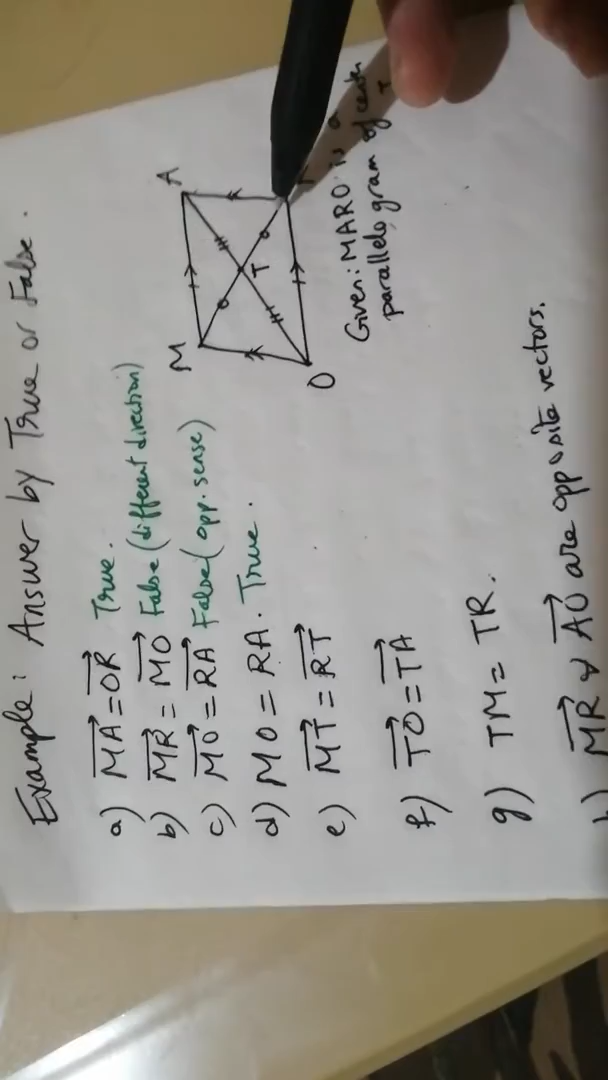 Example: Answer by True or False.
a) MA = OR True.
b) MR = MO False (different direction)
c) MO = RA False (opp. sense)
d) MO = RA. True.
e) MT = RT
f) TO = TA
g) TM = TR.
MR & AO are opposite vectors.
A
M
T
O
Given: MARO is a
parallelogram of center